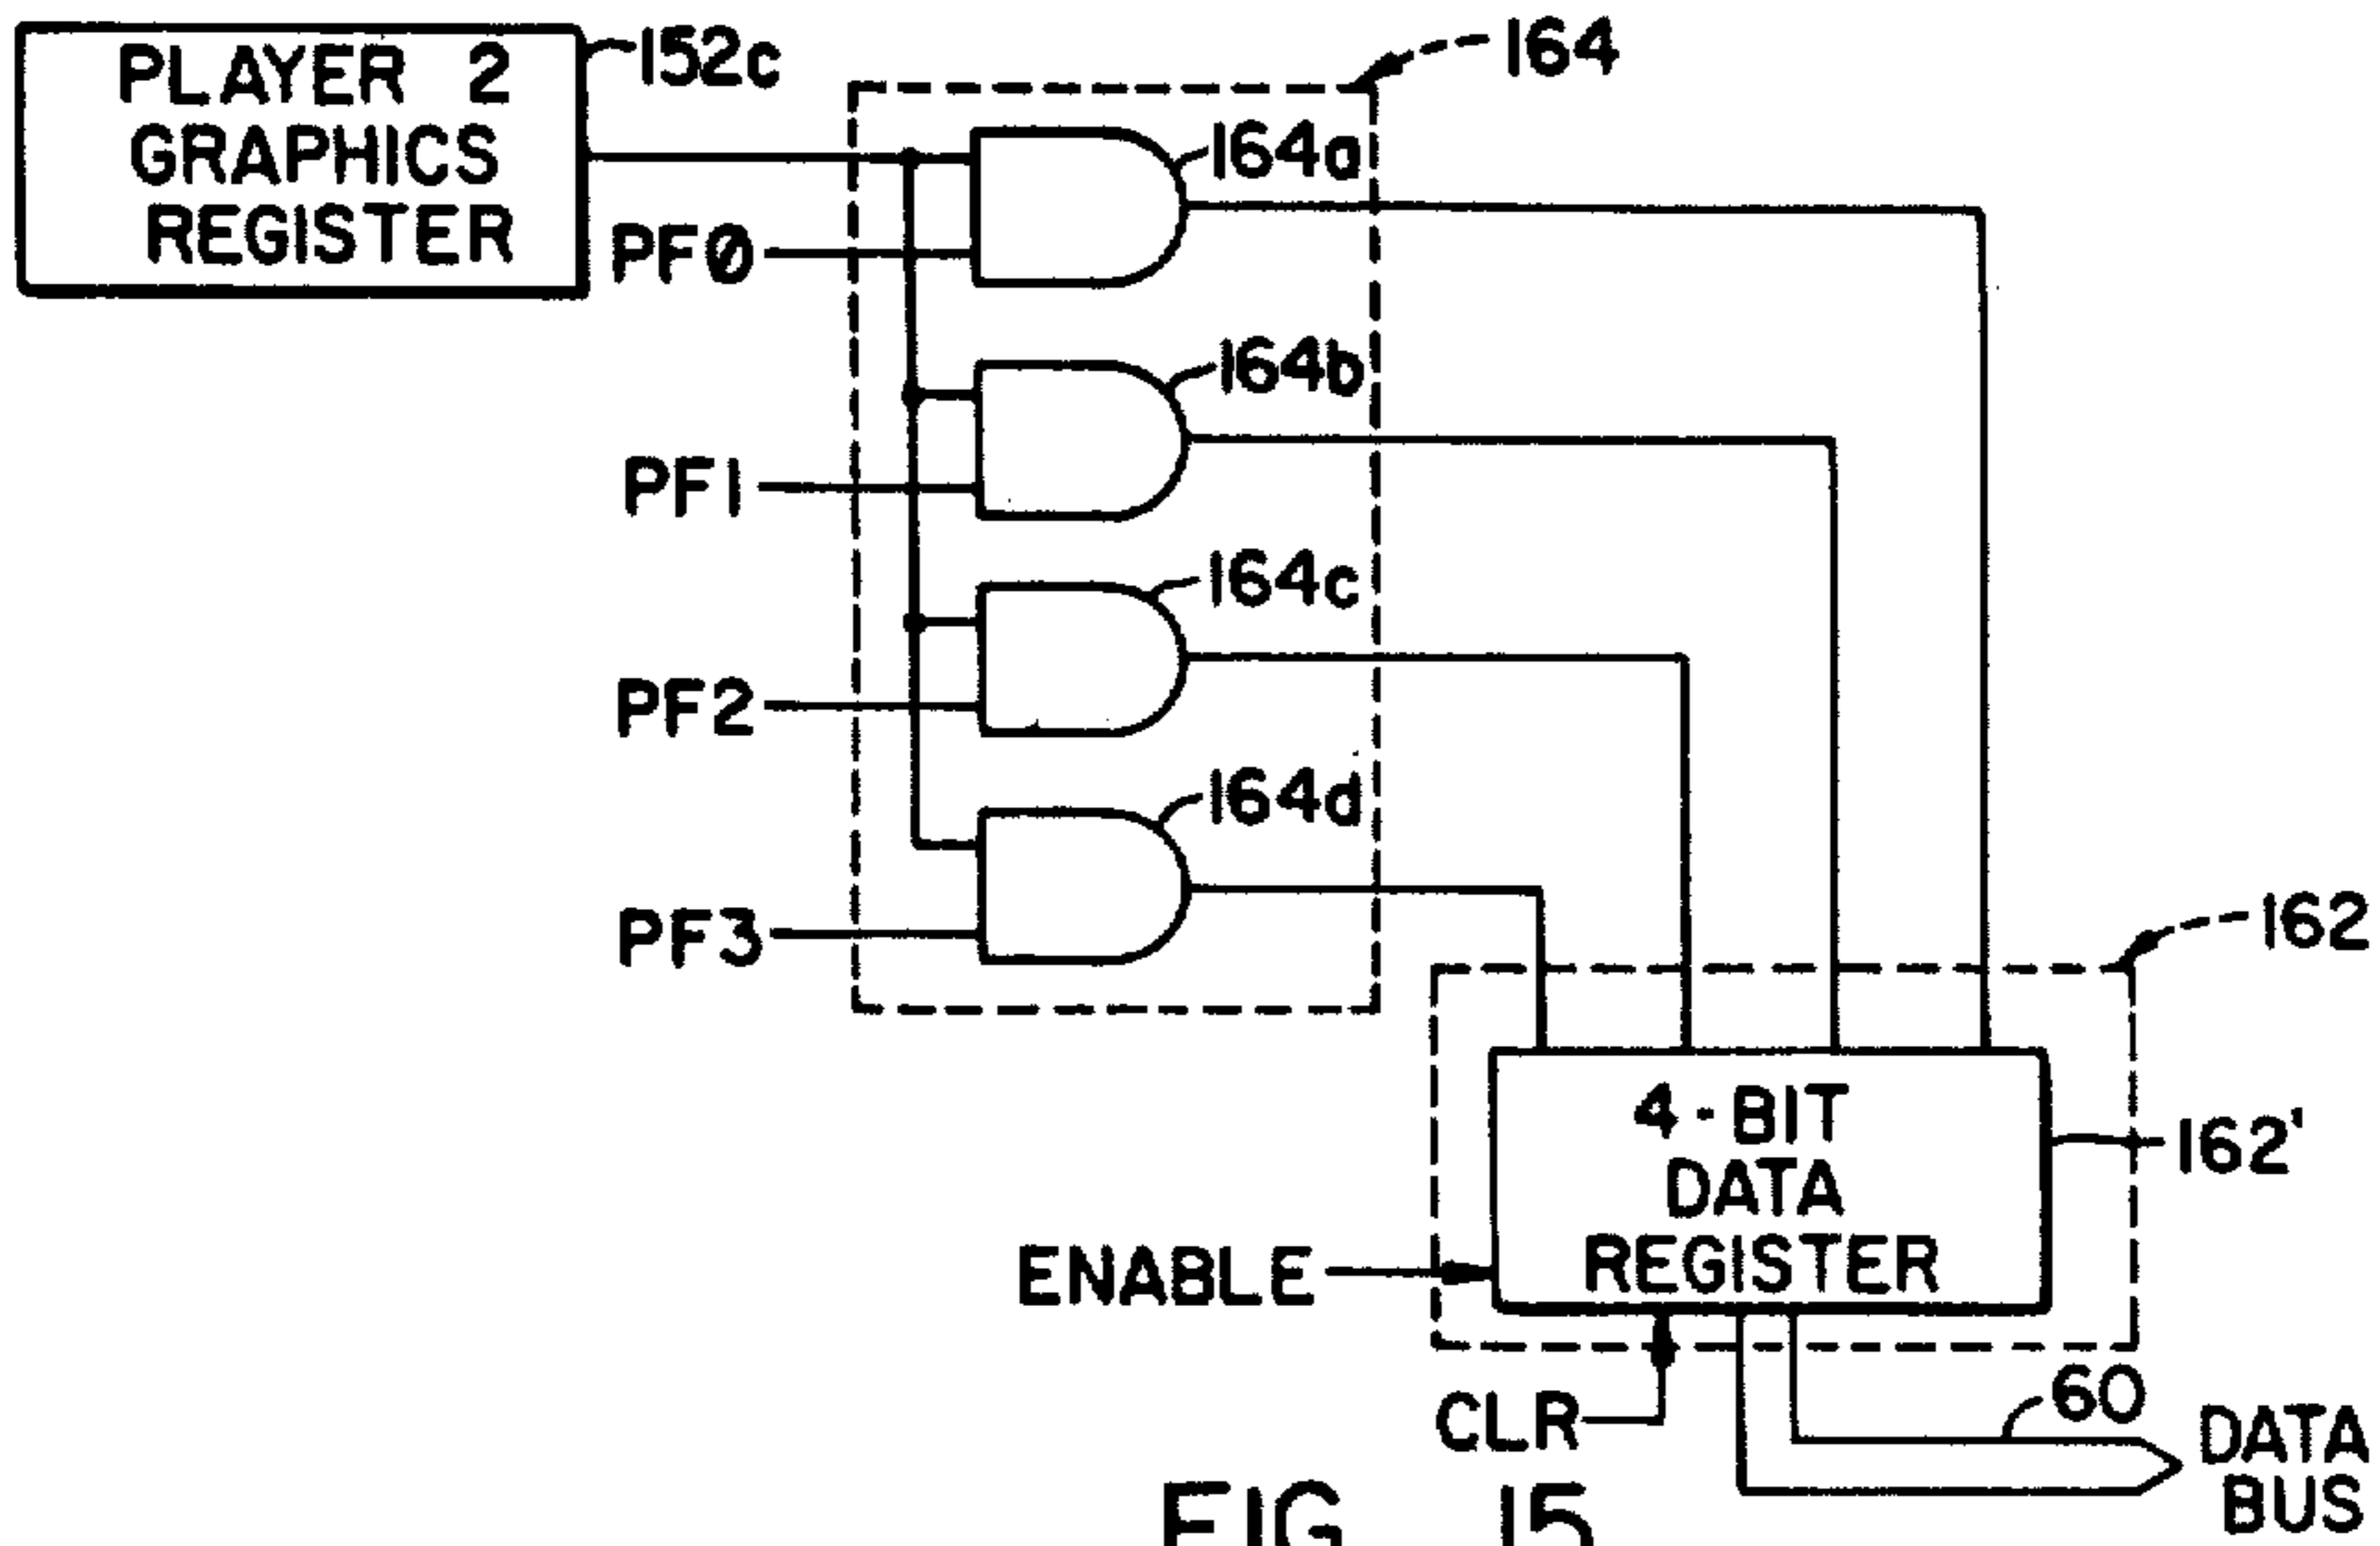 PLAYER 2
GRAPHICS
REGISTER
152c
164
164a
PF0
164b
PF1
164c
PF2
164d
PF3
162
4-BIT
DATA
REGISTER
162'
ENABLE
CLR
60
DATA
BUS
FIG 15